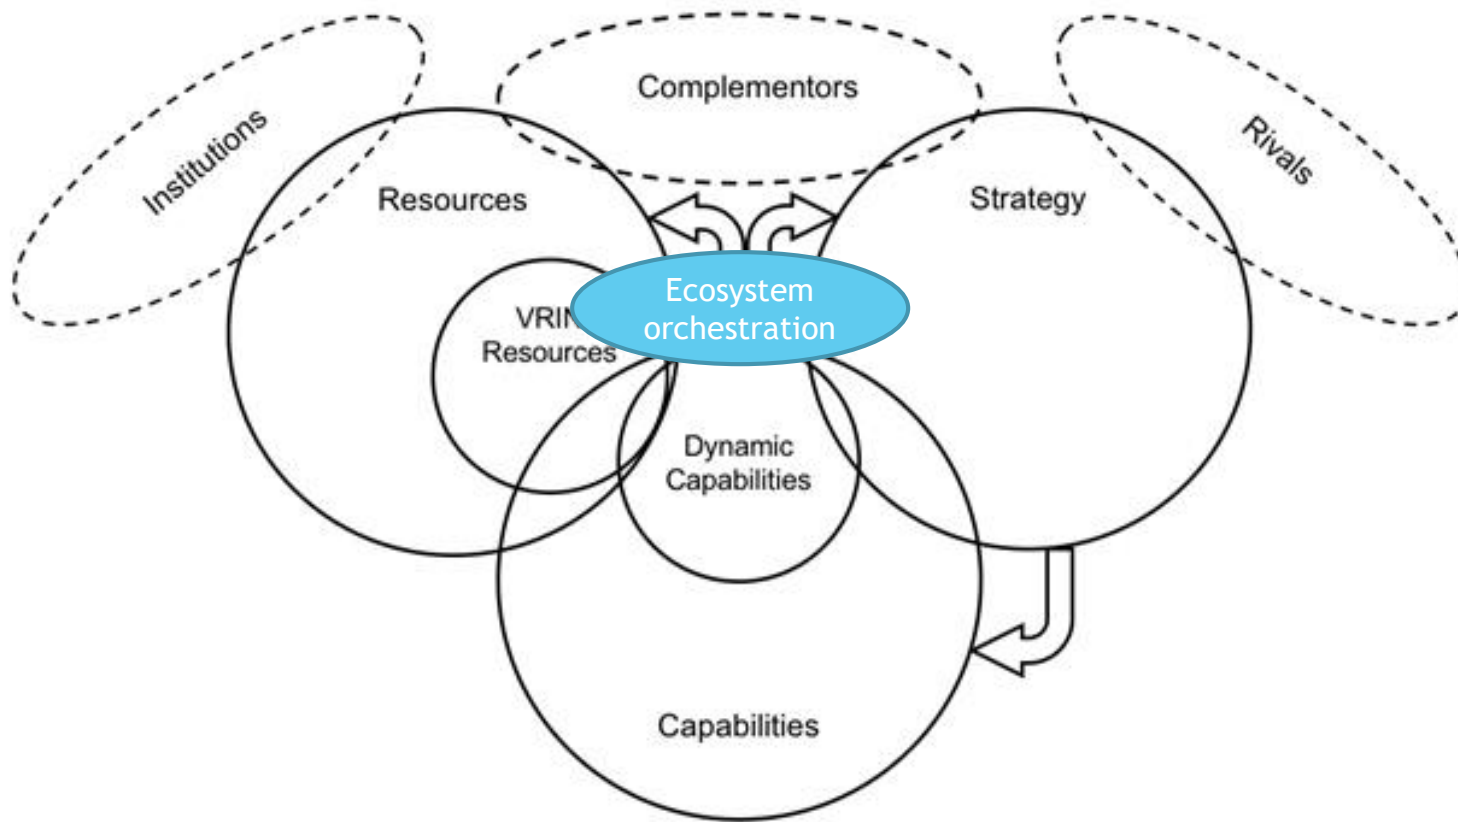 Complementors
Institutions
Rivals
Resources
Strategy
Ecosystem
orchestration
VRIN
Resources
Dynamic
Capabilities
Capabilities